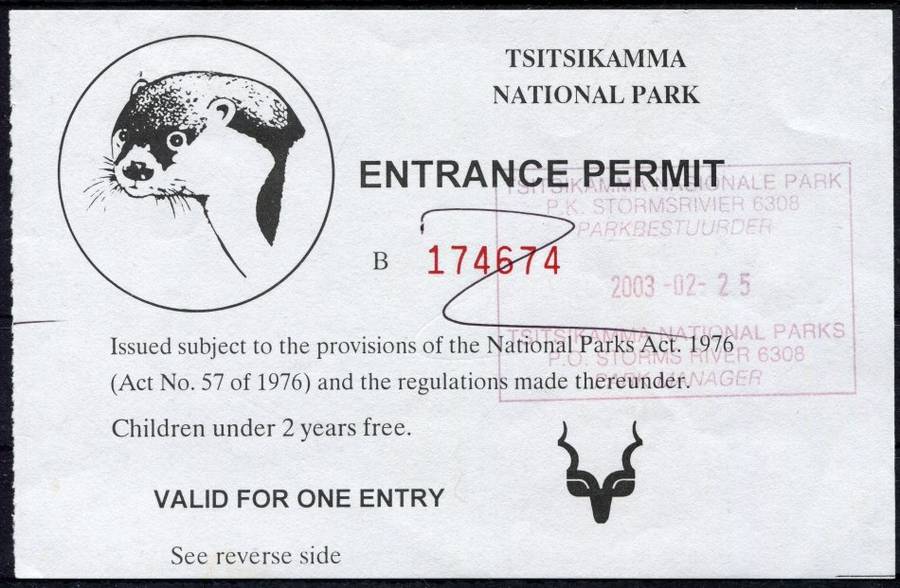 TSITSIKAMMA
NATIONAL PARK
ENTRANCE PERMIT
B 174674
TSITSIKAMMA NASIONALE PARK
P.K. STORMSRIVIER 6308
PARKBESTUURDER
2003 -02- 25
TSITSIKAMMA NATIONAL PARKS
P.O. STORMS RIVER 6308
PARK MANAGER
Issued subject to the provisions of the National Parks Act. 1976
(Act No. 57 of 1976) and the regulations made thereunder.
Children under 2 years free.
VALID FOR ONE ENTRY
See reverse side